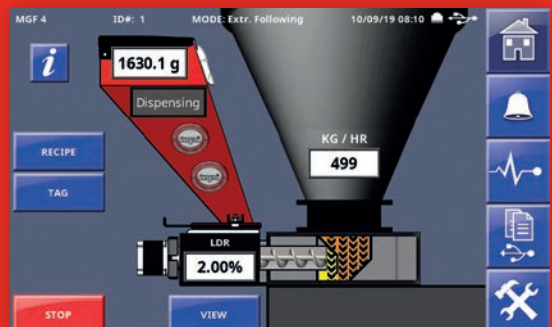 MGF 4 ID#: 1 MODE: Extr. Following 10/09/19 08:10
1630.1 g
Dispensing
KG / HR
499
RECIPE
TAG
LDR
2.00%
STOP
VIEW